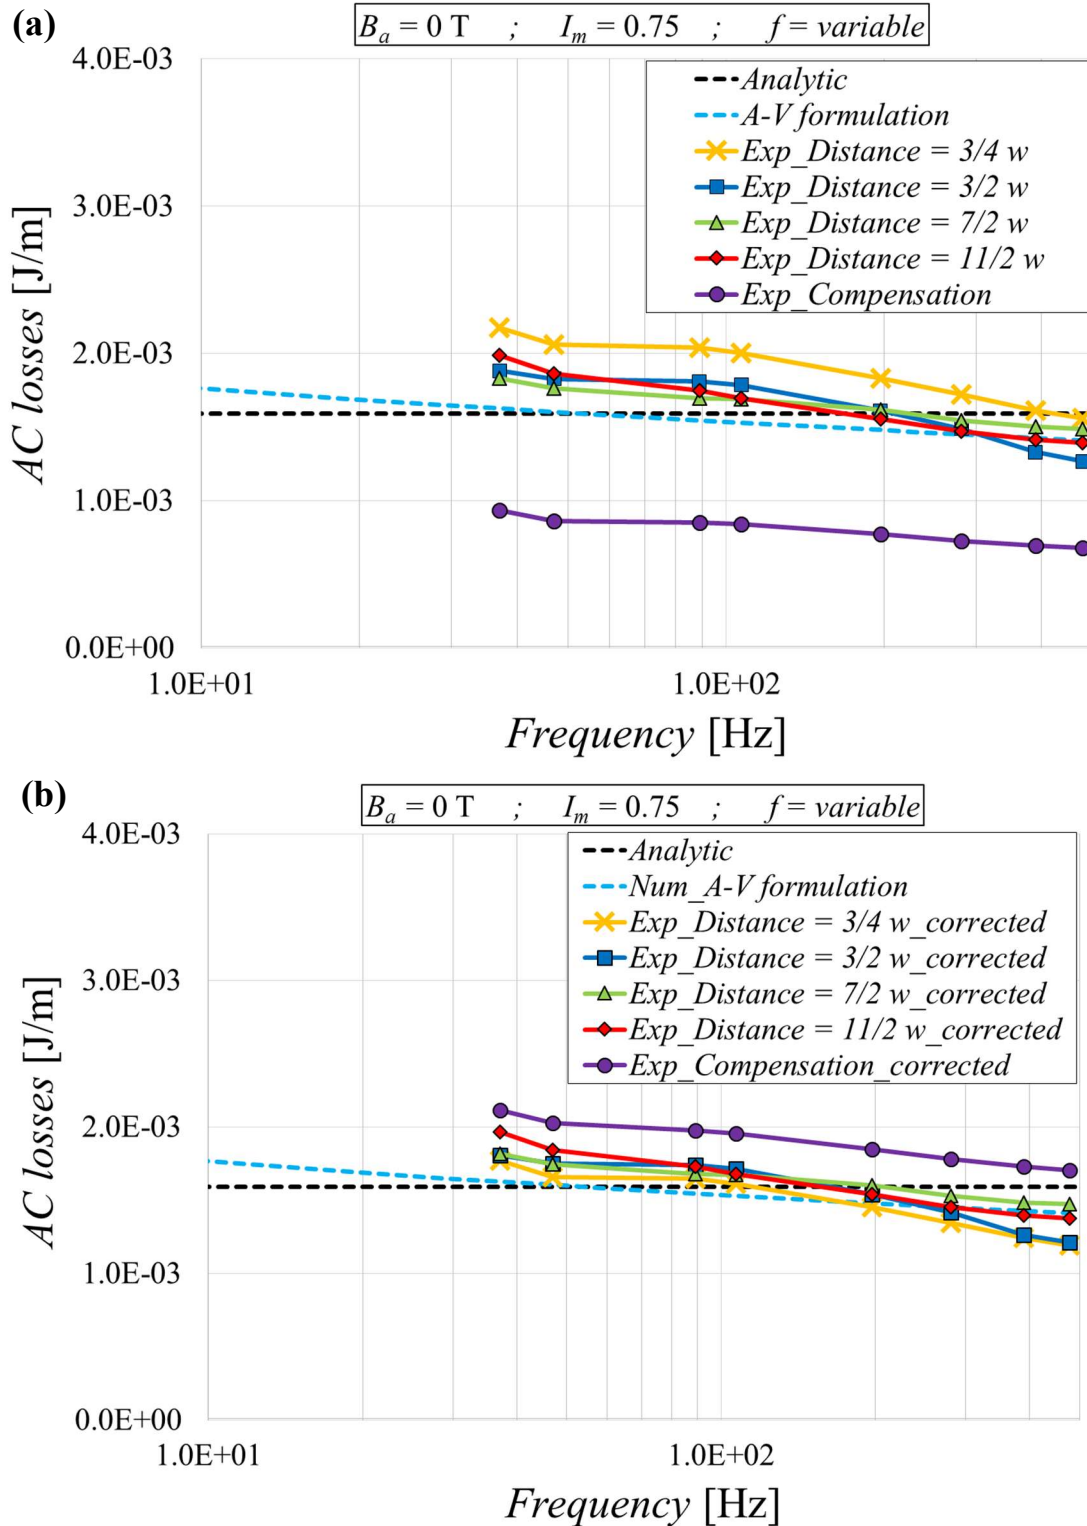 (a)
B_a = 0 T ; I_m = 0.75 ; f = variable
4.0E-03
3.0E-03
2.0E-03
1.0E-03
0.0E+00
AC losses [J/m]
Analytic
A-V formulation
Exp_Distance = 3/4 w
Exp_Distance = 3/2 w
Exp_Distance = 7/2 w
Exp_Distance = 11/2 w
Exp_Compensation
1.0E+01 1.0E+02
Frequency [Hz]
(b)
B_a = 0 T ; I_m = 0.75 ; f = variable
4.0E-03
3.0E-03
2.0E-03
1.0E-03
0.0E+00
AC losses [J/m]
Analytic
Num_A-V formulation
Exp_Distance = 3/4 w_corrected
Exp_Distance = 3/2 w_corrected
Exp_Distance = 7/2 w_corrected
Exp_Distance = 11/2 w_corrected
Exp_Compensation_corrected
1.0E+01 1.0E+02
Frequency [Hz]